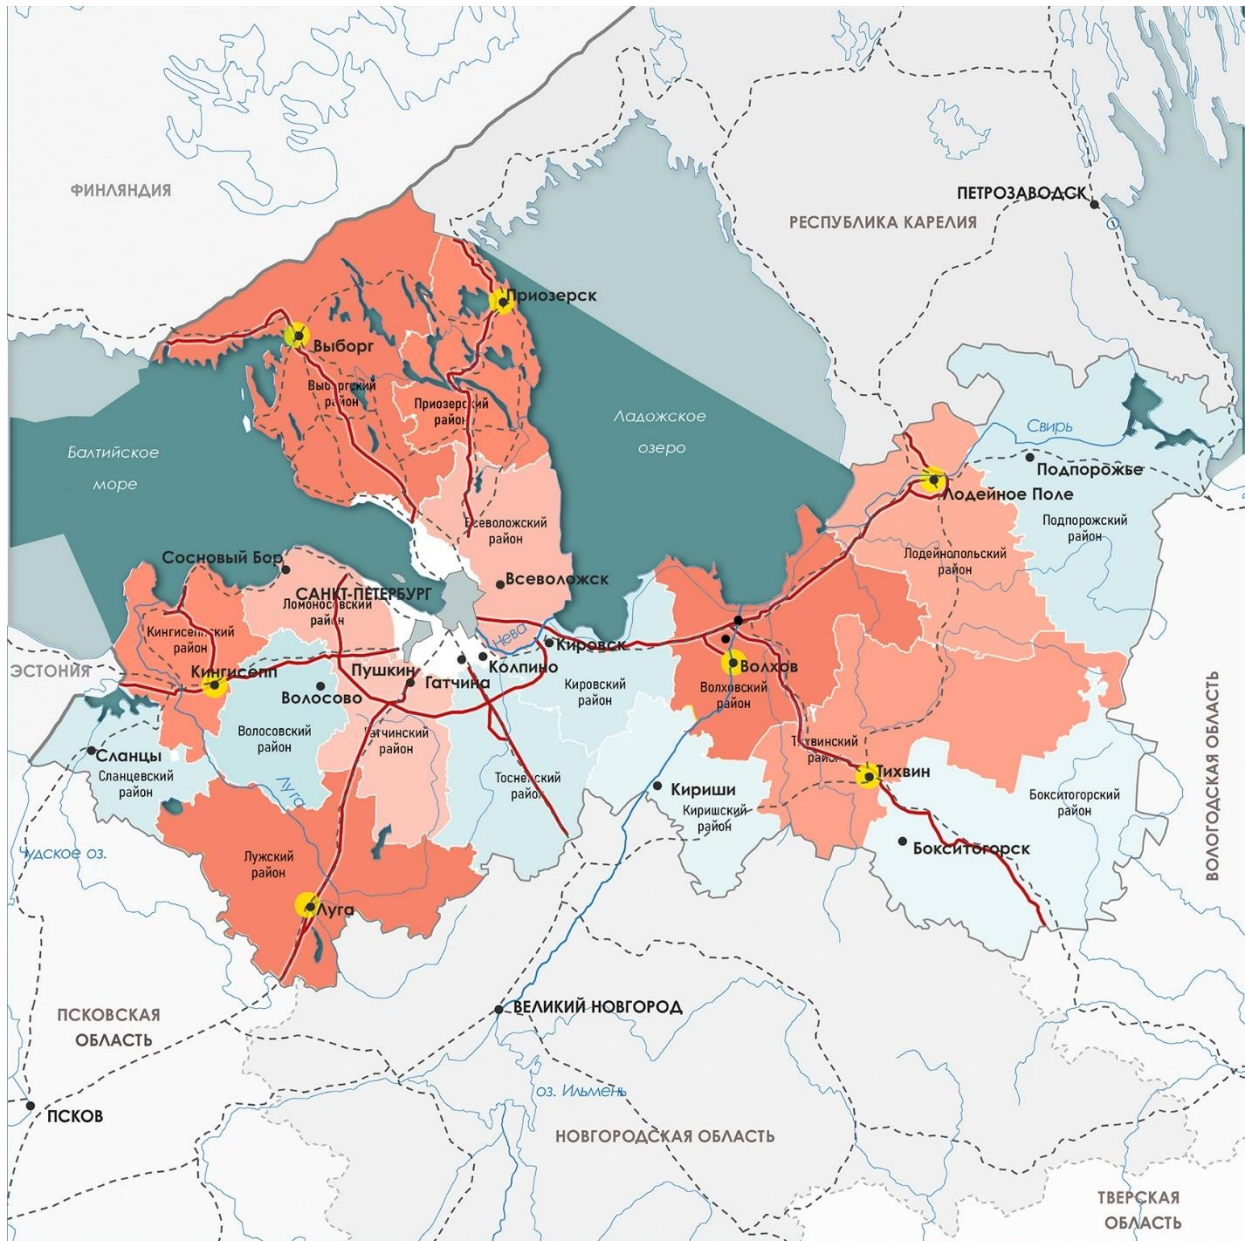 ФИНЛЯНДИЯ
ПЕТРОЗАВОДСК
РЕСПУБЛИКА КАРЕЛИЯ
Приозерск
Выборг
Выборгский
район
Приозерский
район
Ладожское
озеро
Свирь
Балтийское
море
Подпорожье
Лодейное Поле
Подпорожский
район
Всеволожский
район
Лодейнопольский
район
Сосновый Бор
Всеволожск
САНКТ-ПЕТЕРБУРГ
Ломоносовский
район
Кингисеппский
район
Нева
Кировск
Колпино
ЭСТОНИЯ
Кингисепп
Пушкин
Гатчина
Волхов
Кировский
район
Волховский
район
Волосово
Волосовский
район
Гатчинский
район
Тихвинский
район
Сланцы
Сланцевский
район
Луга
Тосненский
район
Тихвин
Кириши
Киришский
район
Бокситогорский
район
Бокситогорск
ВОЛОГОДСКАЯ ОБЛАСТЬ
Чудское оз.
Лужский
район
Луга
ВЕЛИКИЙ НОВГОРОД
ПСКОВСКАЯ
ОБЛАСТЬ
оз. Ильмень
ПСКОВ
НОВГОРОДСКАЯ ОБЛАСТЬ
ТВЕРСКАЯ
ОБЛАСТЬ